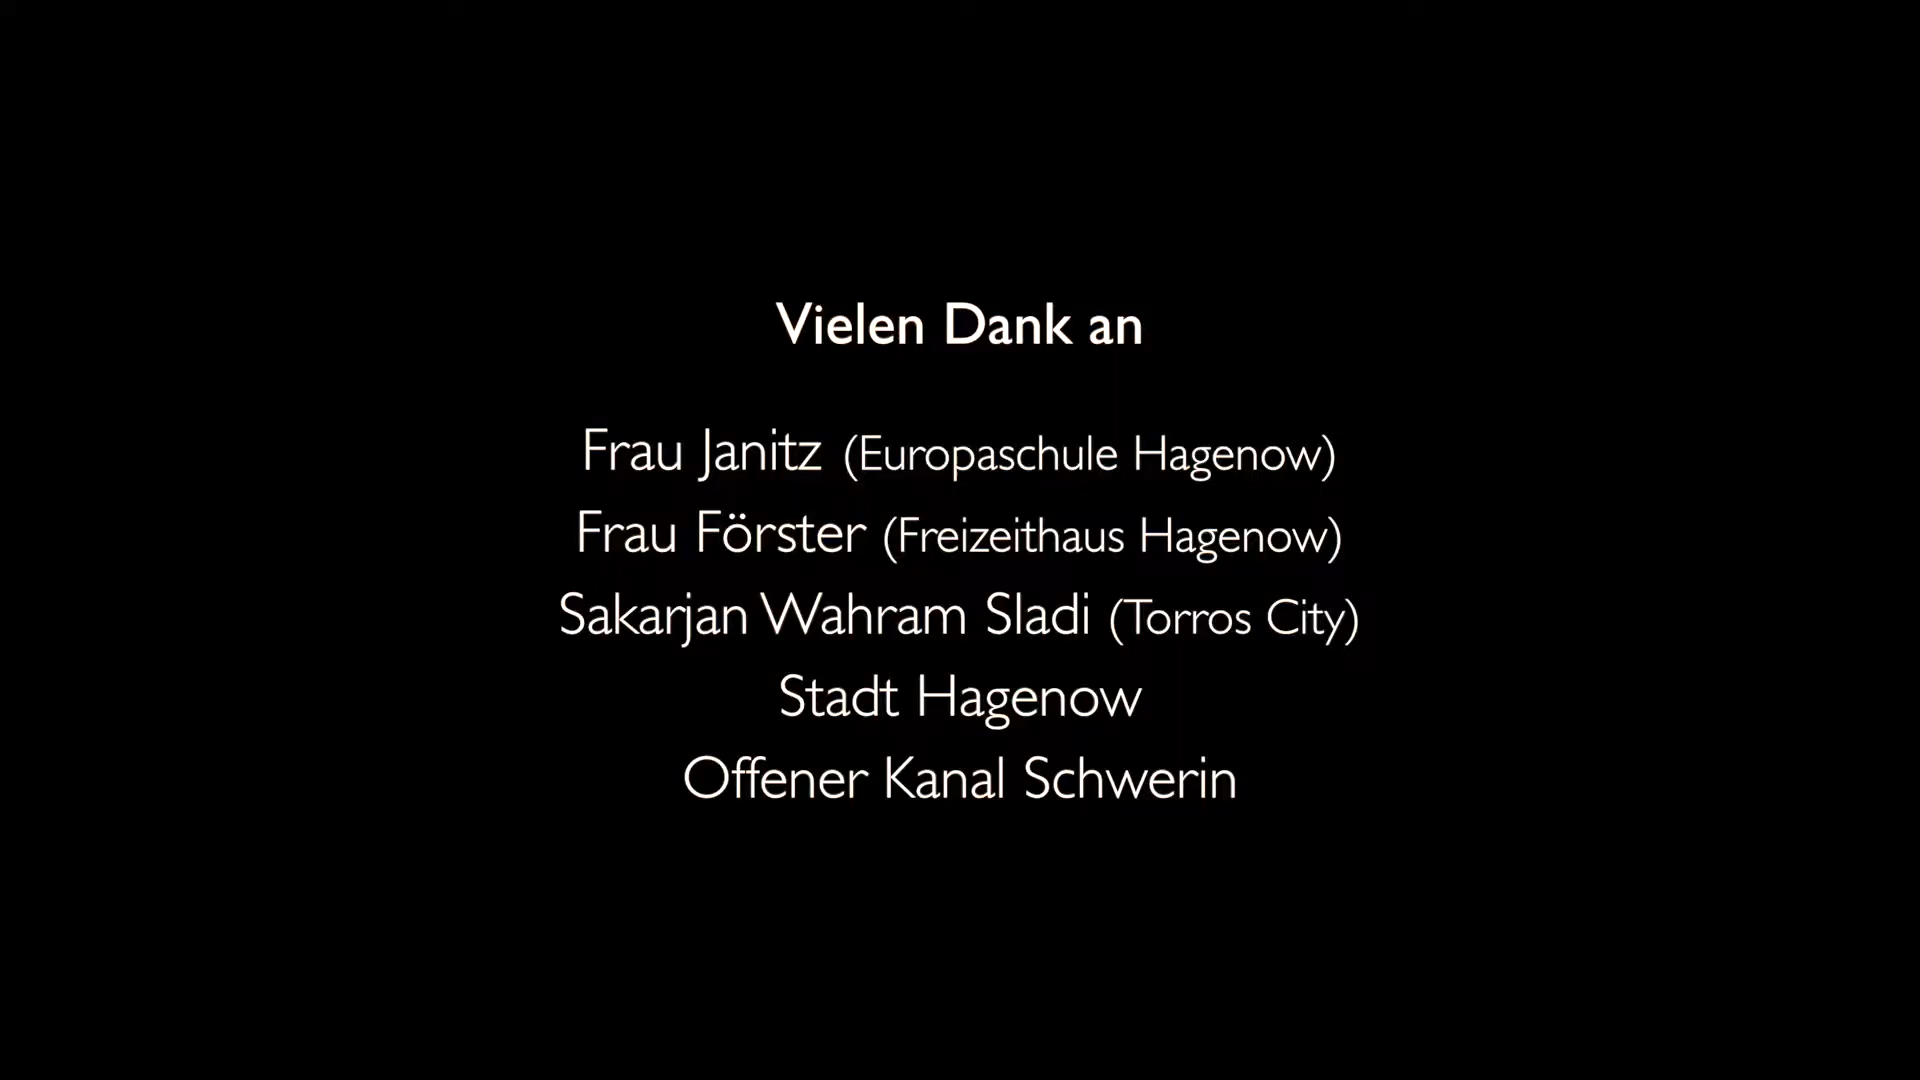 Vielen Dank an
Frau Janitz (Europaschule Hagenow)
Frau Förster (Freizeithaus Hagenow)
Sakarjan Wahram Sladi (Torros City)
Stadt Hagenow
Offener Kanal Schwerin